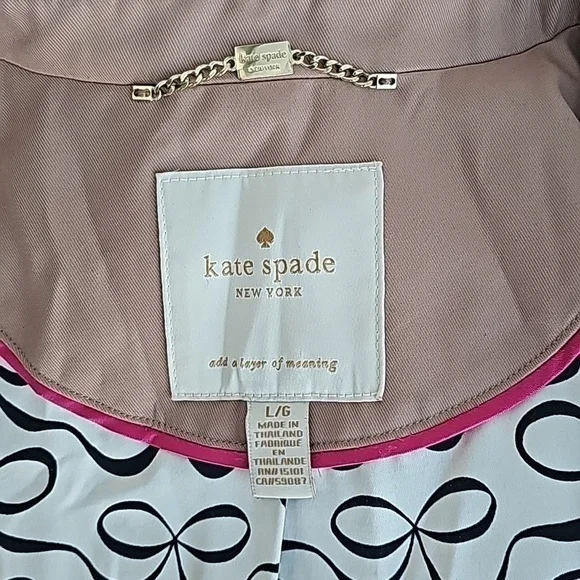 kate spade
NEW YORK
kate spade
NEW YORK
add a layer of meaning
L/G
MADE IN
THAILAND
FABRIQUÉ
EN
THAILANDE
RN#15101
CA#59087